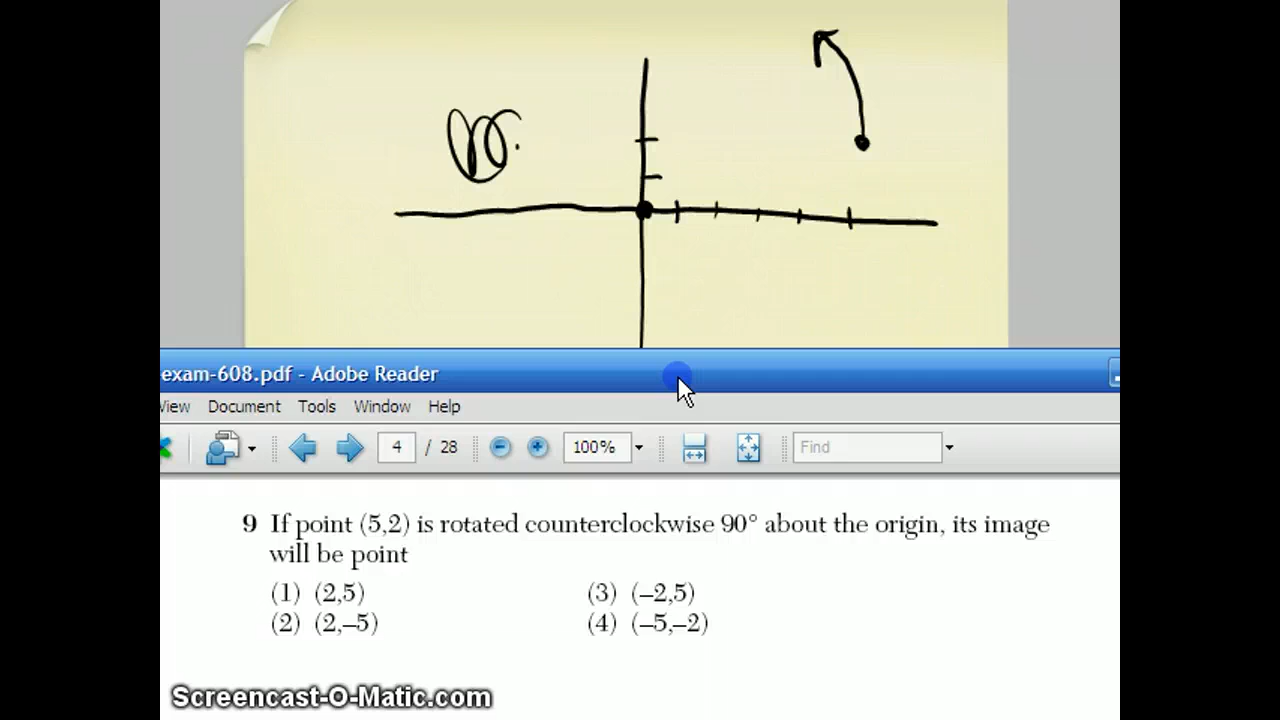 exam-608.pdf - Adobe Reader
View Document Tools Window Help
4 / 28 100% Find
9 If point (5,2) is rotated counterclockwise 90° about the origin, its image
will be point
(1) (2,5) (3) (–2,5)
(2) (2,–5) (4) (–5,–2)
Screencast-O-Matic.com